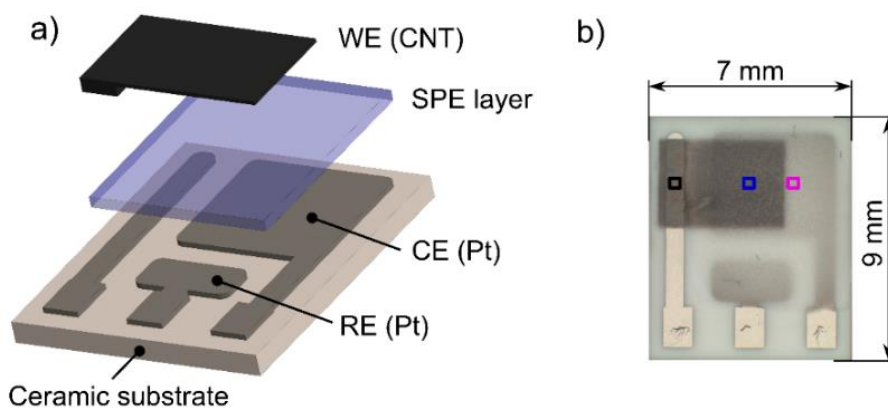 a)
WE (CNT)
SPE layer
CE (Pt)
RE (Pt)
Ceramic substrate
b)
7 mm
9 mm